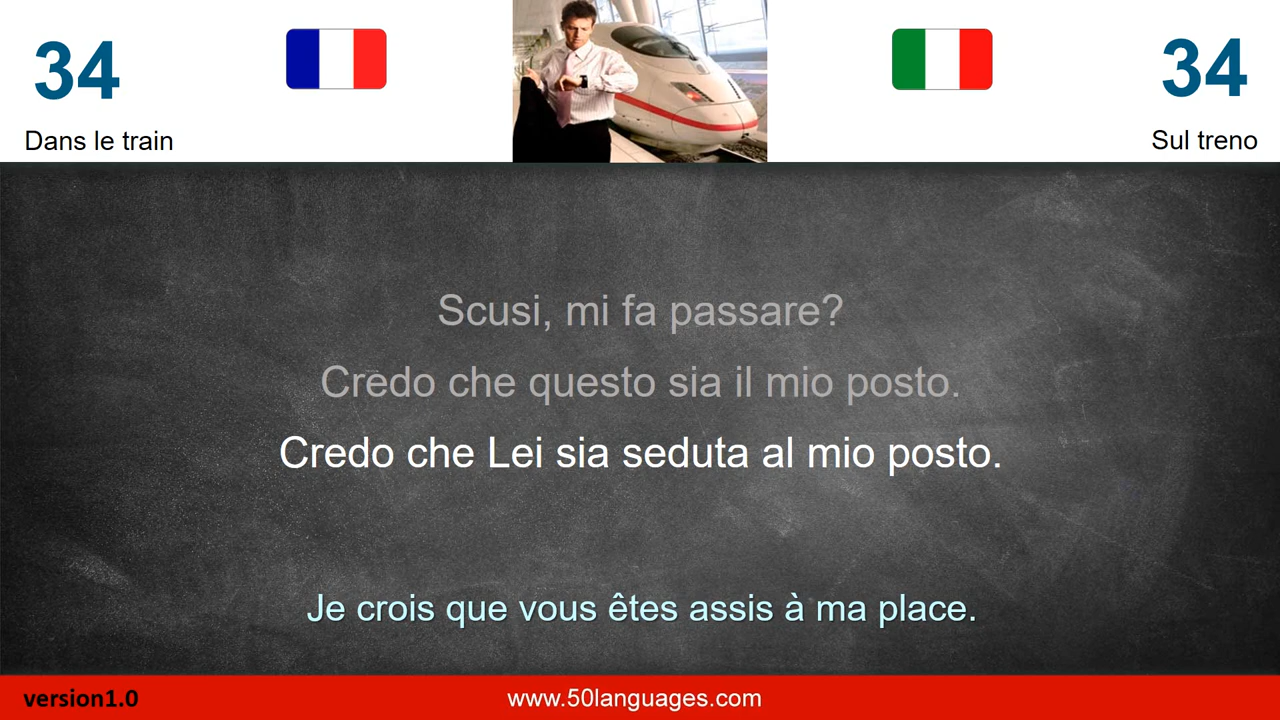 34
34
Dans le train
Sul treno
Scusi, mi fa passare?
Credo che questo sia il mio posto.
Credo che Lei sia seduta al mio posto.
Je crois que vous êtes assis à ma place.
version1.0
www.50languages.com